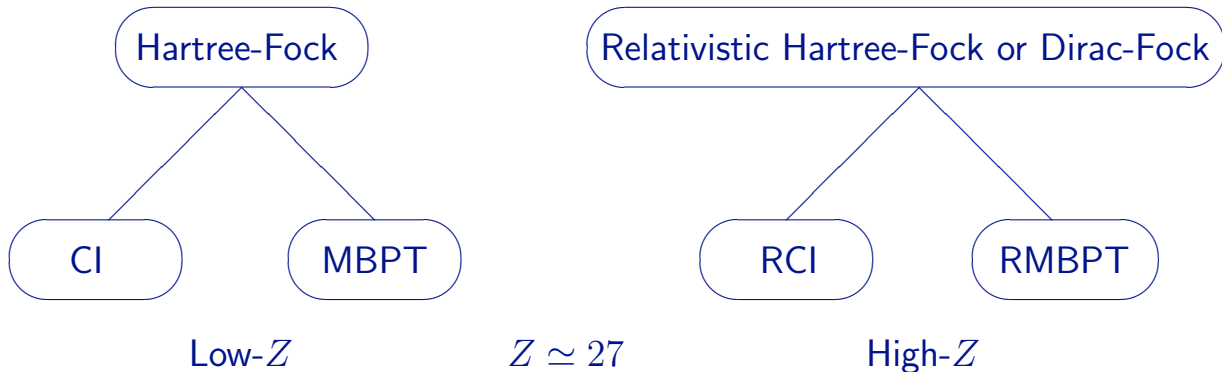 Hartree-Fock
Relativistic Hartree-Fock or Dirac-Fock
CI
MBPT
RCI
RMBPT
Low-Z
Z ≃ 27
High-Z